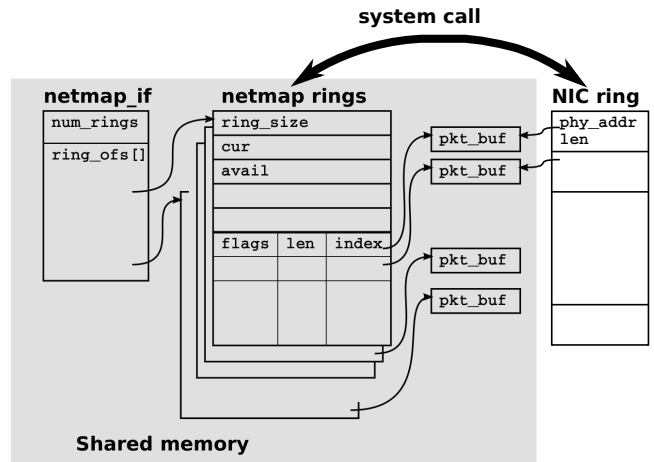 system call
netmap_if
netmap rings
NIC ring
num_rings
ring_ofs[]
ring_size
cur
avail
flags len index
pkt_buf
pkt_buf
pkt_buf
pkt_buf
phy_addr
len
Shared memory